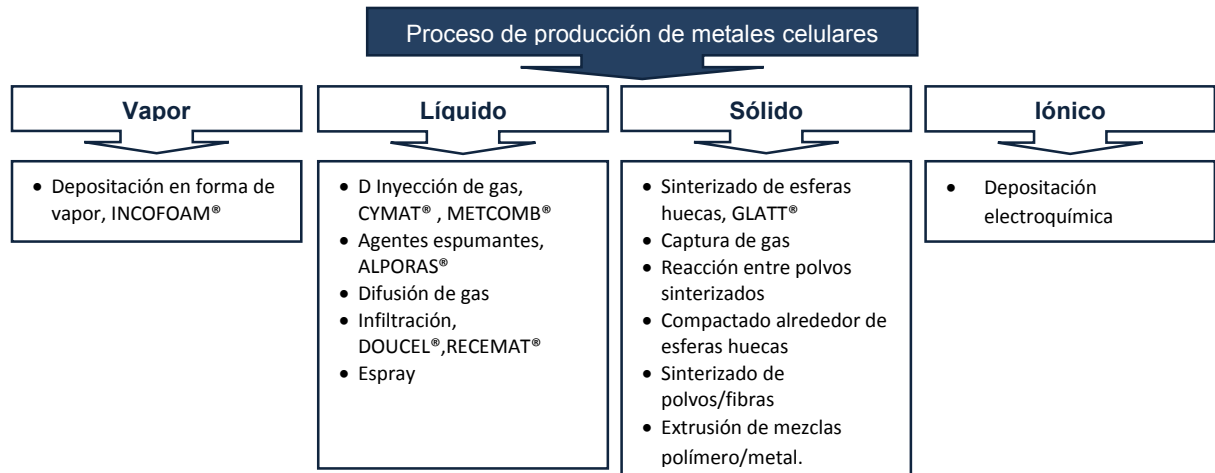 Proceso de producción de metales celulares
Vapor
• Depositación en forma de
vapor, INCOFOAM®
Líquido
• D Inyección de gas,
CYMAT® , METCOMB®
• Agentes espumantes,
ALPORAS®
• Difusión de gas
• Infiltración,
DOUCEL®,RECEMAT®
• Espray
Sólido
• Sinterizado de esferas
huecas, GLATT®
• Captura de gas
• Reacción entre polvos
sinterizados
• Compactado alrededor de
esferas huecas
• Sinterizado de
polvos/fibras
• Extrusión de mezclas
polímero/metal.
Iónico
• Depositación
electroquímica